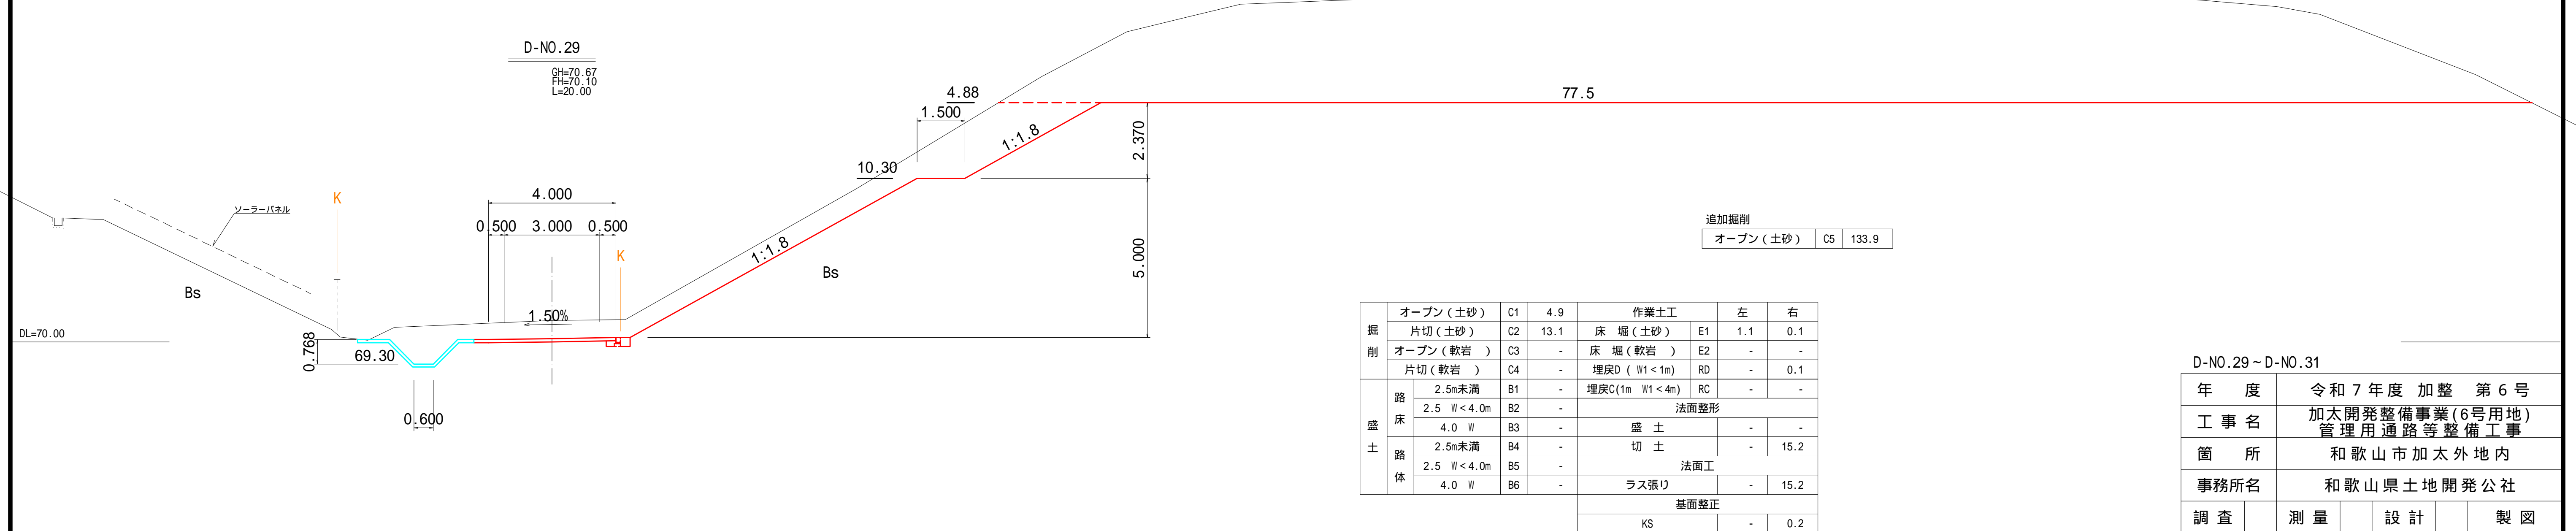 D-NO.29
GH=70.67
FH=70.10
L=20.00
4.88
1.500
77.5
1:1.8
2.370
10.30
K
4.000
ソーラーパネル
0.500 3.000 0.500
1:1.8
K
5.000
Bs
Bs
1.50%
DL=70.00
0.768
69.30
0.600
追加掘削
オープン(土砂) C5 133.9
掘削
オープン(土砂) C1 4.9 作業土工 左 右
片切(土砂) C2 13.1 床 堀(土砂) E1 1.1 0.1
オープン(軟岩 ) C3 - 床 堀(軟岩 ) E2 - -
片切(軟岩 ) C4 - 埋戻D ( W1<1m) RD - 0.1
盛土
路床
2.5m未満 B1 - 埋戻C(1m W1<4m) RC - -
2.5 W<4.0m B2 - 法面整形
4.0 W B3 - 盛 土 - -
路体
2.5m未満 B4 - 切 土 - 15.2
2.5 W<4.0m B5 - 法面工
4.0 W B6 - ラス張り - 15.2
基面整正
KS - 0.2
D-NO.29~D-NO.31
年 度 令和7年度 加整 第6号
工事名 加太開発整備事業(6号用地)
管理用通路等整備工事
箇 所 和歌山市加太外地内
事務所名 和歌山県土地開発公社
調査 測量 設計 製図